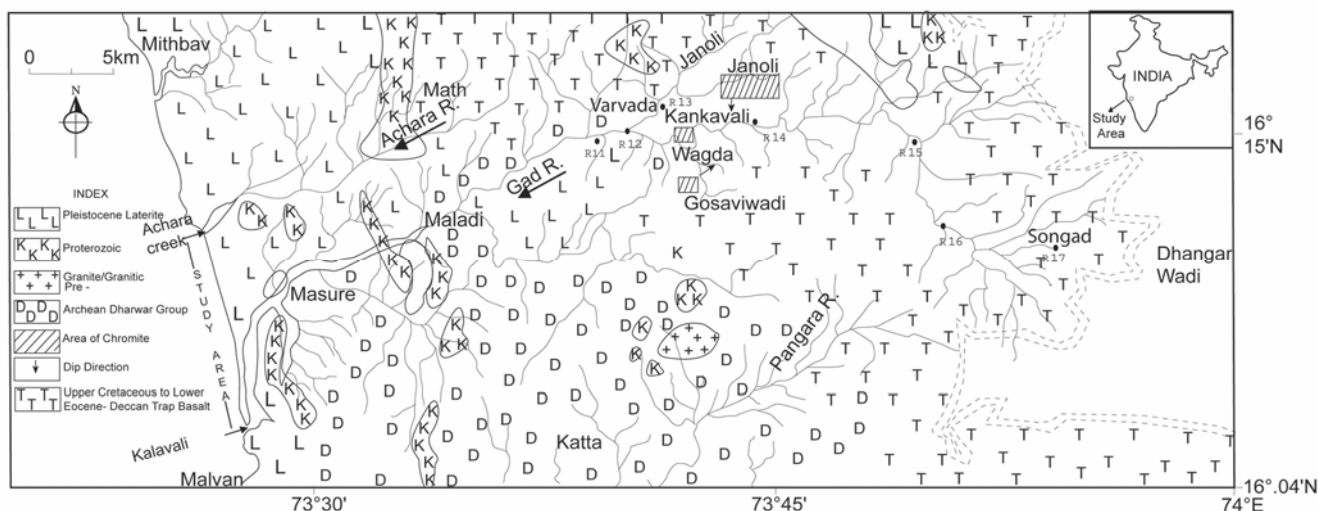 Mithbav
0 5km
N
INDEX
L L L L Pleistocene Laterite
K K K K Proterozoic
+ + + + + + Granite/Granitic
Pre -
D D D D Archean Dharwar Group
Area of Chromite
Dip Direction
T T T T Upper Cretaceous to Lower
Eocene- Deccan Trap Basalt
Achara
creek
STUDY AREA
Kalavali
Malvan
Math
Achara R.
Gad R.
Maladi
Masure
Katta
Pangara R.
Varvada
Janoli
Janoli
Kankavali
Wagda
Gosaviwadi
R11
R12
R13
R14
R15
R16
Songad
R17
Dhangar
Wadi
INDIA
Study
Area
16°
15'N
16°.04'N
73°30'
73°45'
74°E